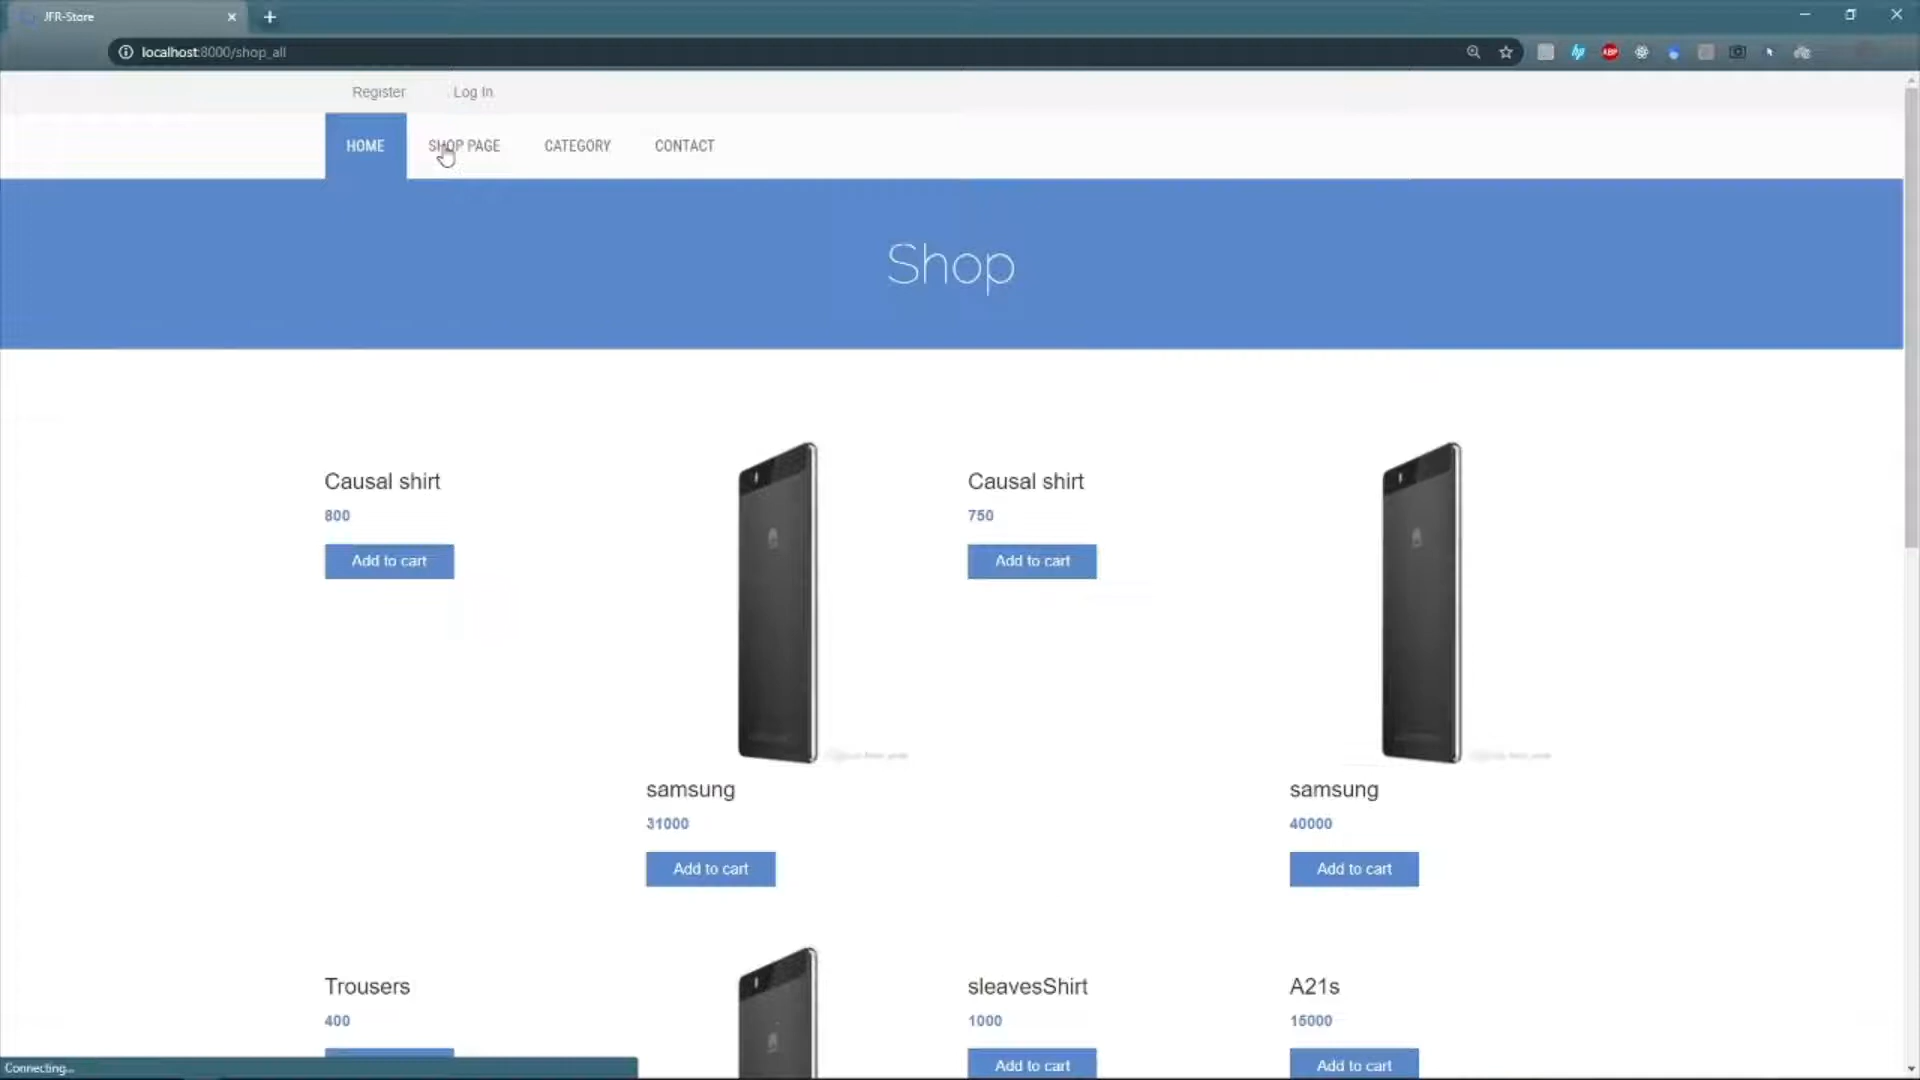 JFR-Store
localhost:8000/shop_all
ABP
Register
Log In
HOME
SHOP PAGE
CATEGORY
CONTACT
Shop
Causal shirt
800
Add to cart
samsung
31000
Add to cart
Causal shirt
750
Add to cart
samsung
40000
Add to cart
Trousers
400
sleavesShirt
1000
Add to cart
A21s
15000
Add to cart
Connecting...